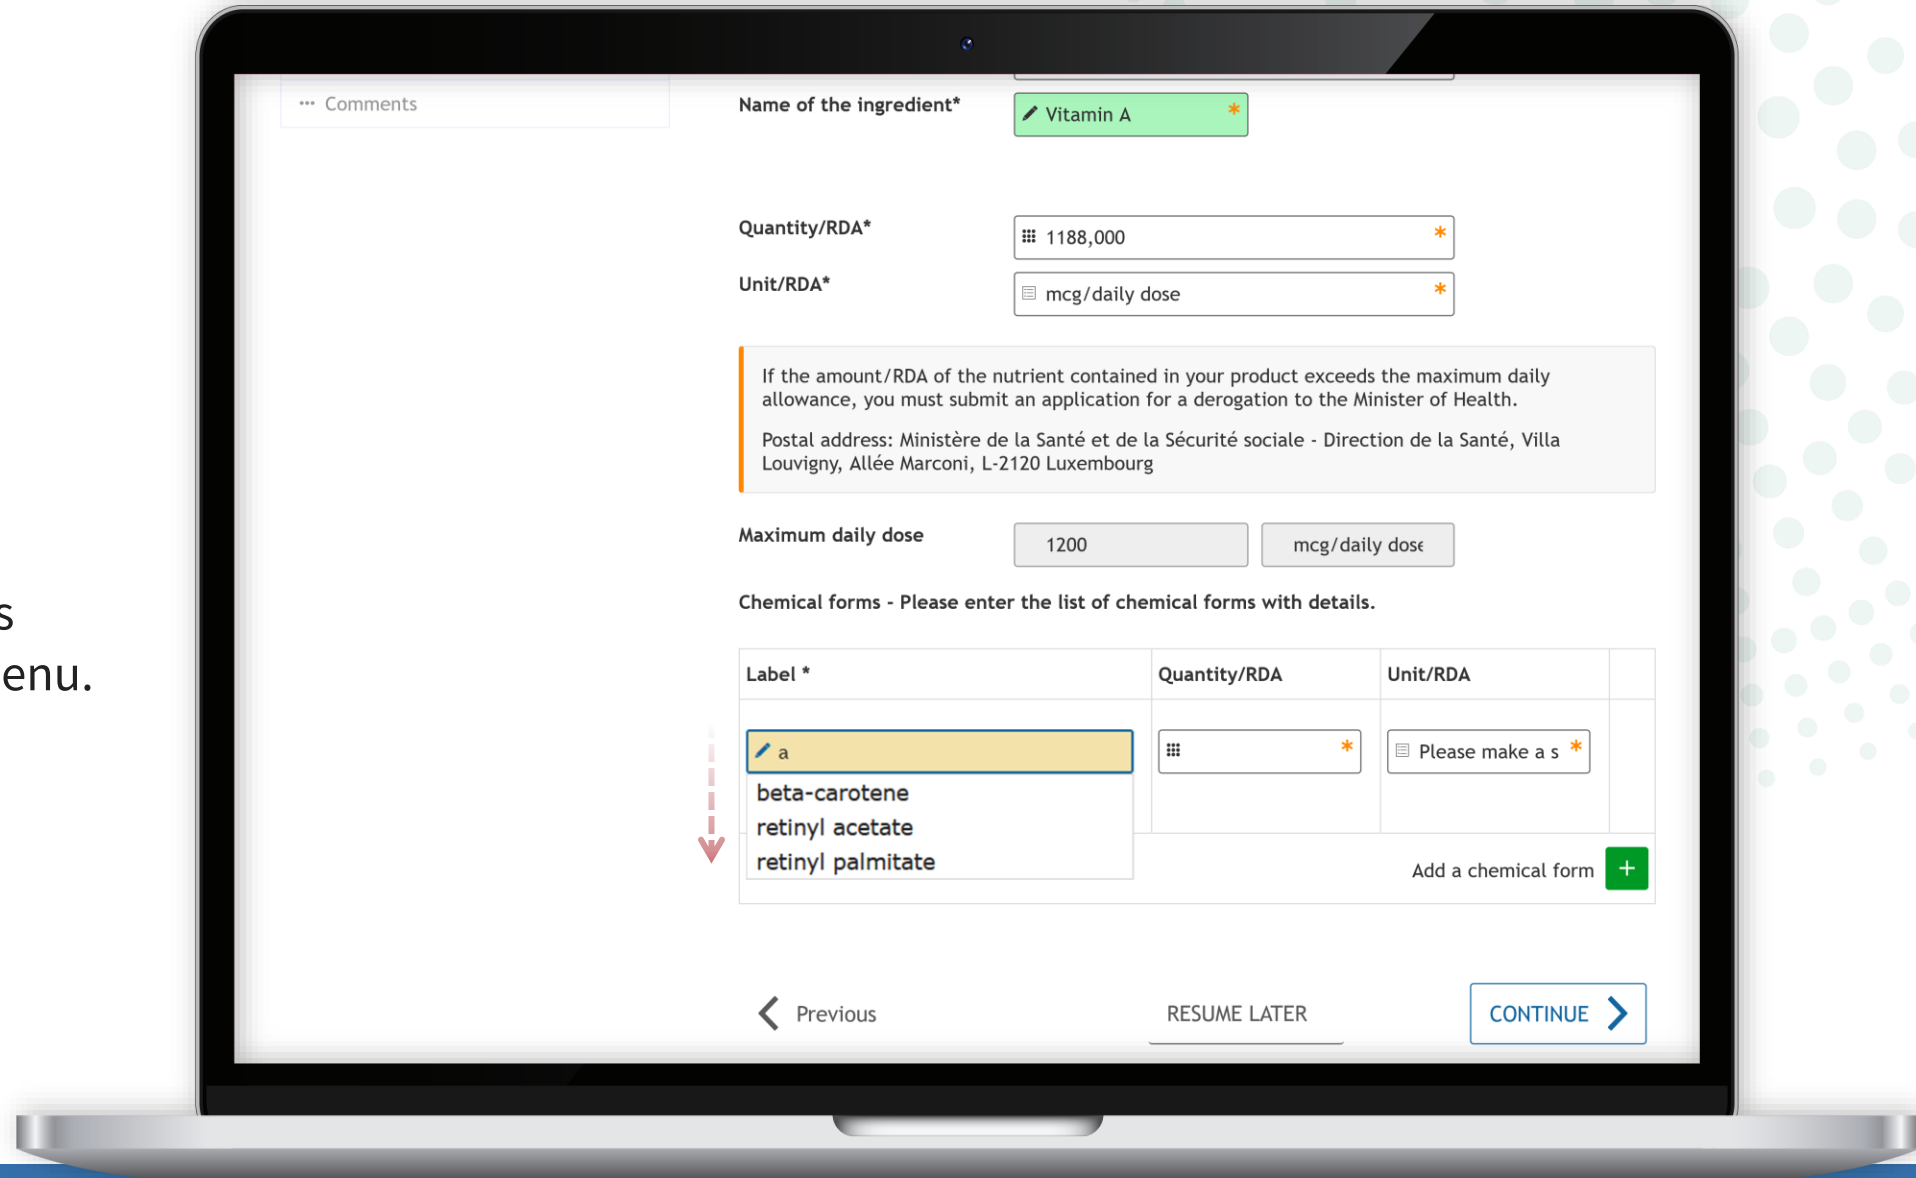 ··· Comments
Name of the ingredient*
Vitamin A *
Quantity/RDA*
1188,000 *
Unit/RDA*
mcg/daily dose *
If the amount/RDA of the nutrient contained in your product exceeds the maximum daily
allowance, you must submit an application for a derogation to the Minister of Health.
Postal address: Ministère de la Santé et de la Sécurité sociale - Direction de la Santé, Villa
Louvigny, Allée Marconi, L-2120 Luxembourg
Maximum daily dose
1200
mcg/daily dose
Chemical forms - Please enter the list of chemical forms with details.
s
enu.
Label *
Quantity/RDA
Unit/RDA
a
*
Please make a s *
beta-carotene
retinyl acetate
retinyl palmitate
Add a chemical form +
Previous
RESUME LATER
CONTINUE